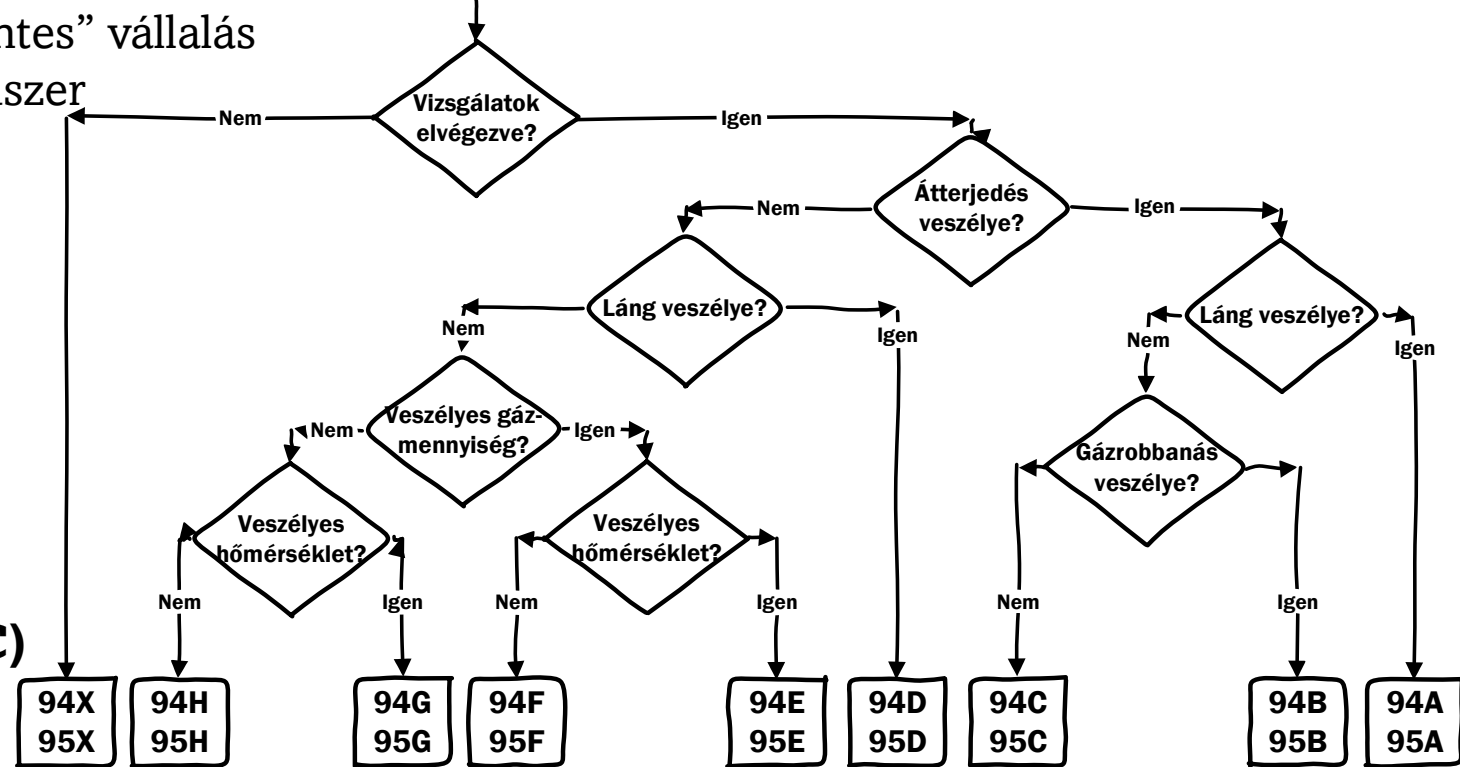 ntes” vállalás
szer
Vizsgálatok
elvégezve?
Nem
Igen
Átterjedés
veszélye?
Nem
Igen
Láng veszélye?
Nem
Igen
Láng veszélye?
Nem
Igen
Veszélyes gáz-
mennyiség?
Nem
Igen
Gázrobbanás
veszélye?
Veszélyes
hőmérséklet?
Veszélyes
hőmérséklet?
Nem
Igen
Nem
Igen
Nem
Igen
C)
94X
95X
94H
95H
94G
95G
94F
95F
94E
95E
94D
95D
94C
95C
94B
95B
94A
95A